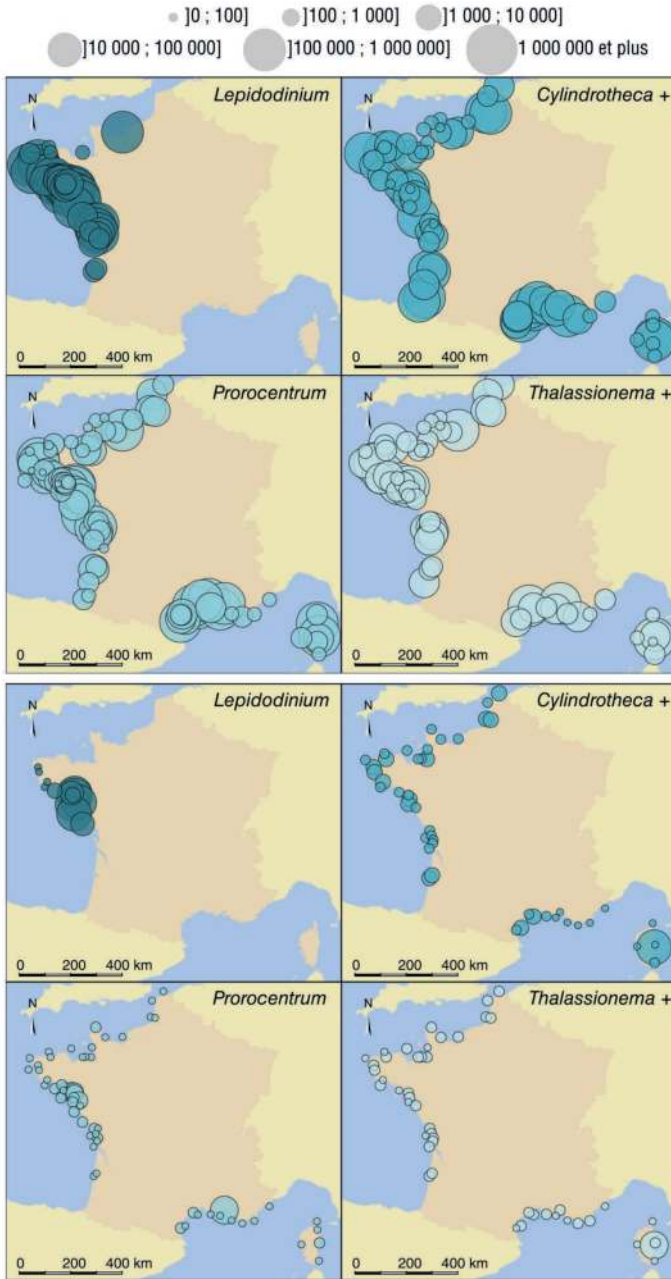 ]0 ; 100] ]100 ; 1 000] ]1 000 ; 10 000]
]10 000 ; 100 000] ]100 000 ; 1 000 000] 1 000 000 et plus
N Lepidodinium
0 200 400 km
N Cylindrotheca +
0 200 400 km
N Prorocentrum
0 200 400 km
N Thalassionema +
0 200 400 km
N Lepidodinium
0 200 400 km
N Cylindrotheca +
0 200 400 km
N Prorocentrum
0 200 400 km
N Thalassionema +
0 200 400 km